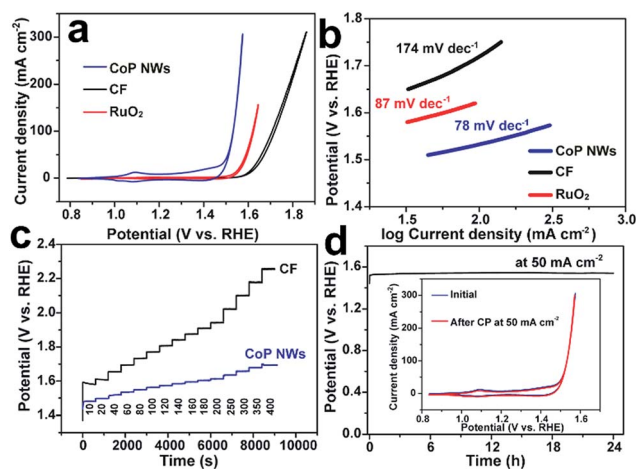 a
Current density (mA cm⁻²)
300
200
100
0
CoP NWs
CF
RuO₂
0.8 1.0 1.2 1.4 1.6 1.8
Potential (V vs. RHE)
b
Potential (V vs. RHE)
1.8
1.7
1.6
1.5
1.4
174 mV dec⁻¹
87 mV dec⁻¹
78 mV dec⁻¹
CoP NWs
CF
RuO₂
1.0 1.5 2.0 2.5 3.0
log Current density (mA cm⁻²)
c
Potential (V vs. RHE)
2.4
2.2
2.0
1.8
1.6
1.4
CF
CoP NWs
10 20 40 60 80 100 120 140 160 180 200 250 300 350 400
0 2000 4000 6000 8000 10000
Time (s)
d
Potential (V vs. RHE)
1.6
1.2
0.8
0.4
0.0
at 50 mA cm⁻²
Current density (mA cm⁻²)
300
200
100
0
Initial
After CP at 50 mA cm⁻²
0.8 1.0 1.2 1.4 1.6
Potential (V vs. RHE)
0 6 12 18 24
Time (h)